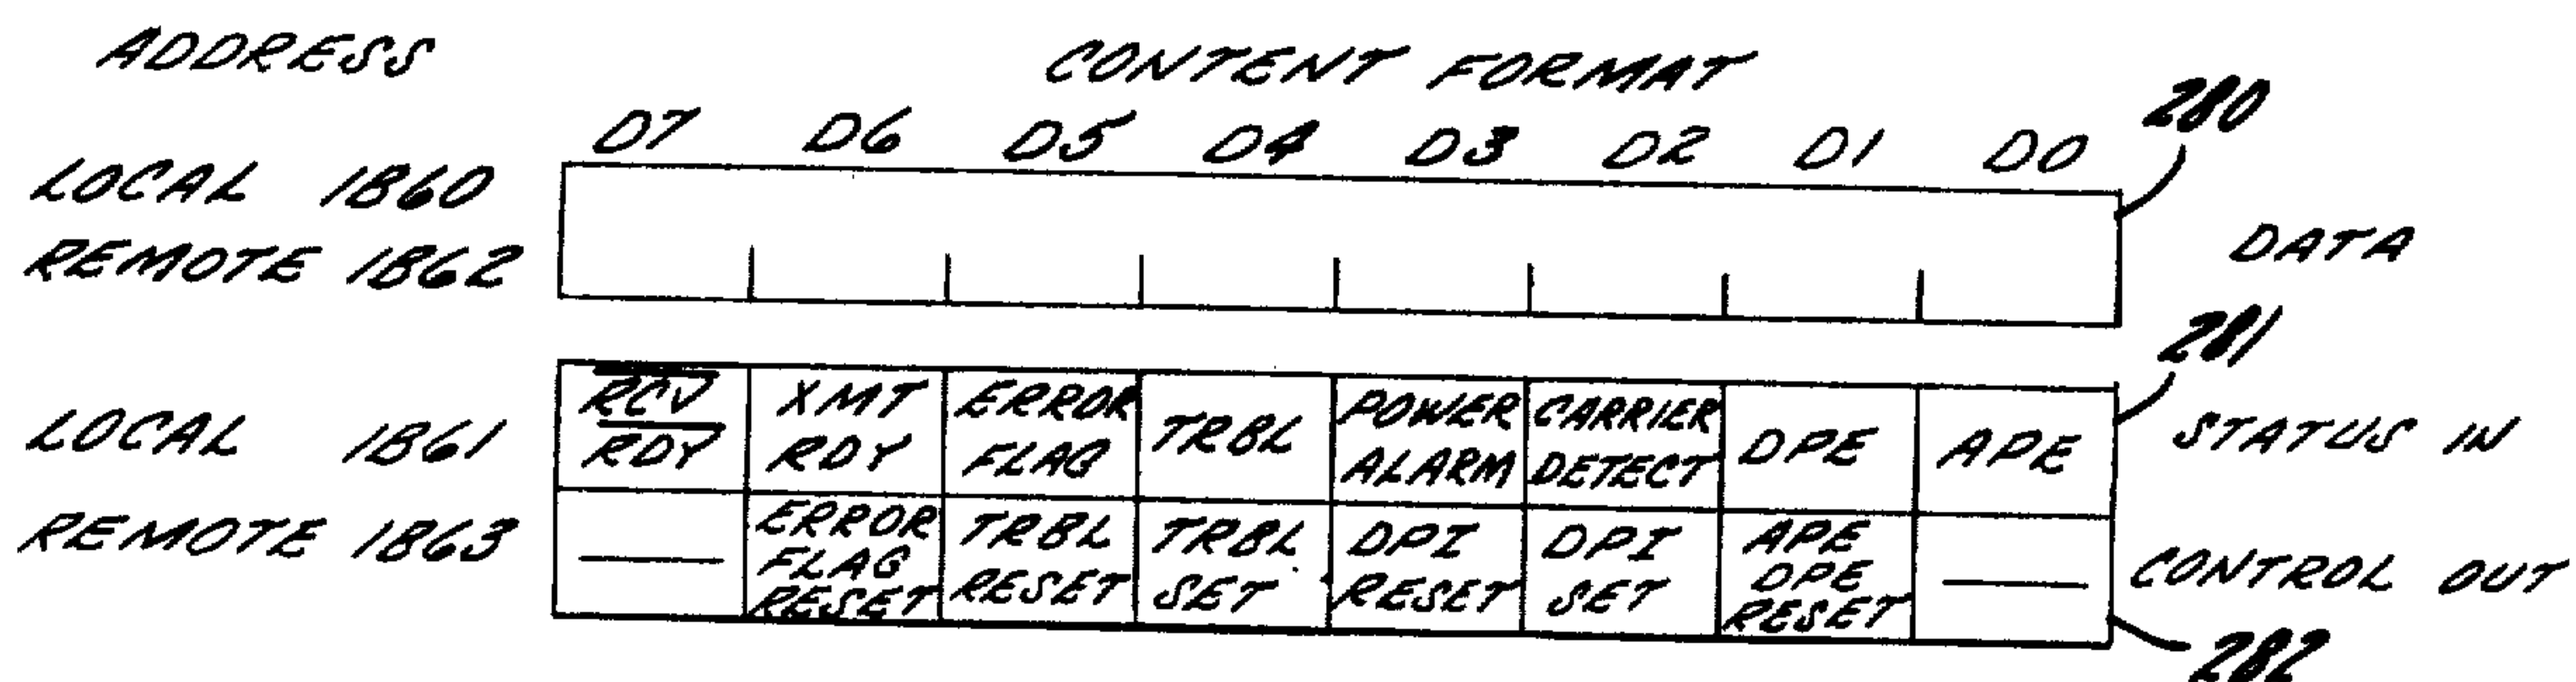 ADDRESS
CONTENT FORMAT
D7 D6 D5 D4 D3 D2 D1 D0
280
LOCAL 1860
REMOTE 1862
DATA
281
LOCAL 1861
RCV RDY
XMT RDY
ERROR FLAG
TRBL
POWER ALARM
CARRIER DETECT
DPE
APE
STATUS IN
REMOTE 1863
—
ERROR FLAG RESET
TRBL RESET
TRBL SET
DPI RESET
DPI SET
APE DPE RESET
—
CONTROL OUT
282